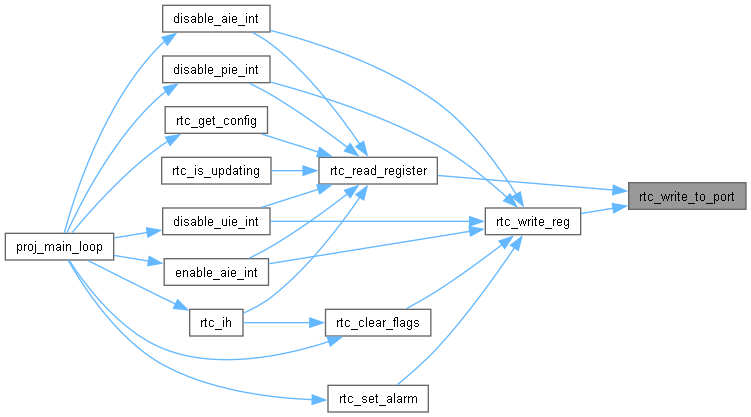 disable_aie_int
disable_pie_int
rtc_get_config
rtc_is_updating
rtc_read_register
rtc_write_to_port
disable_uie_int
rtc_write_reg
proj_main_loop
enable_aie_int
rtc_ih
rtc_clear_flags
rtc_set_alarm